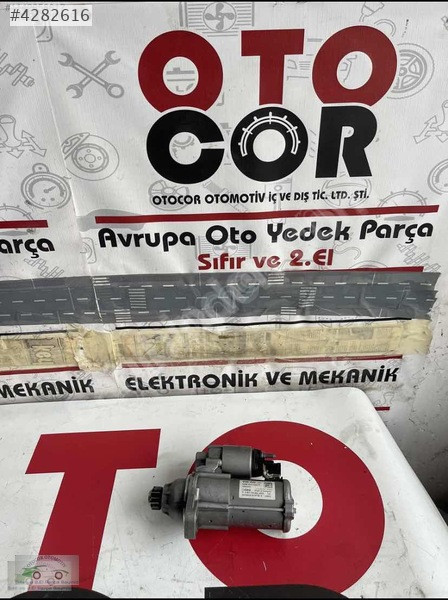 #4282616
OTO
COR
OTOCOR OTOMOTİV İÇ VE DIŞ TİC. LTD. ŞTİ.
Parça
Avrupa Oto Yedek Parça
Sıfır ve 2.El
MEKANİK
ELEKTRONİK VE MEKANİK
TO